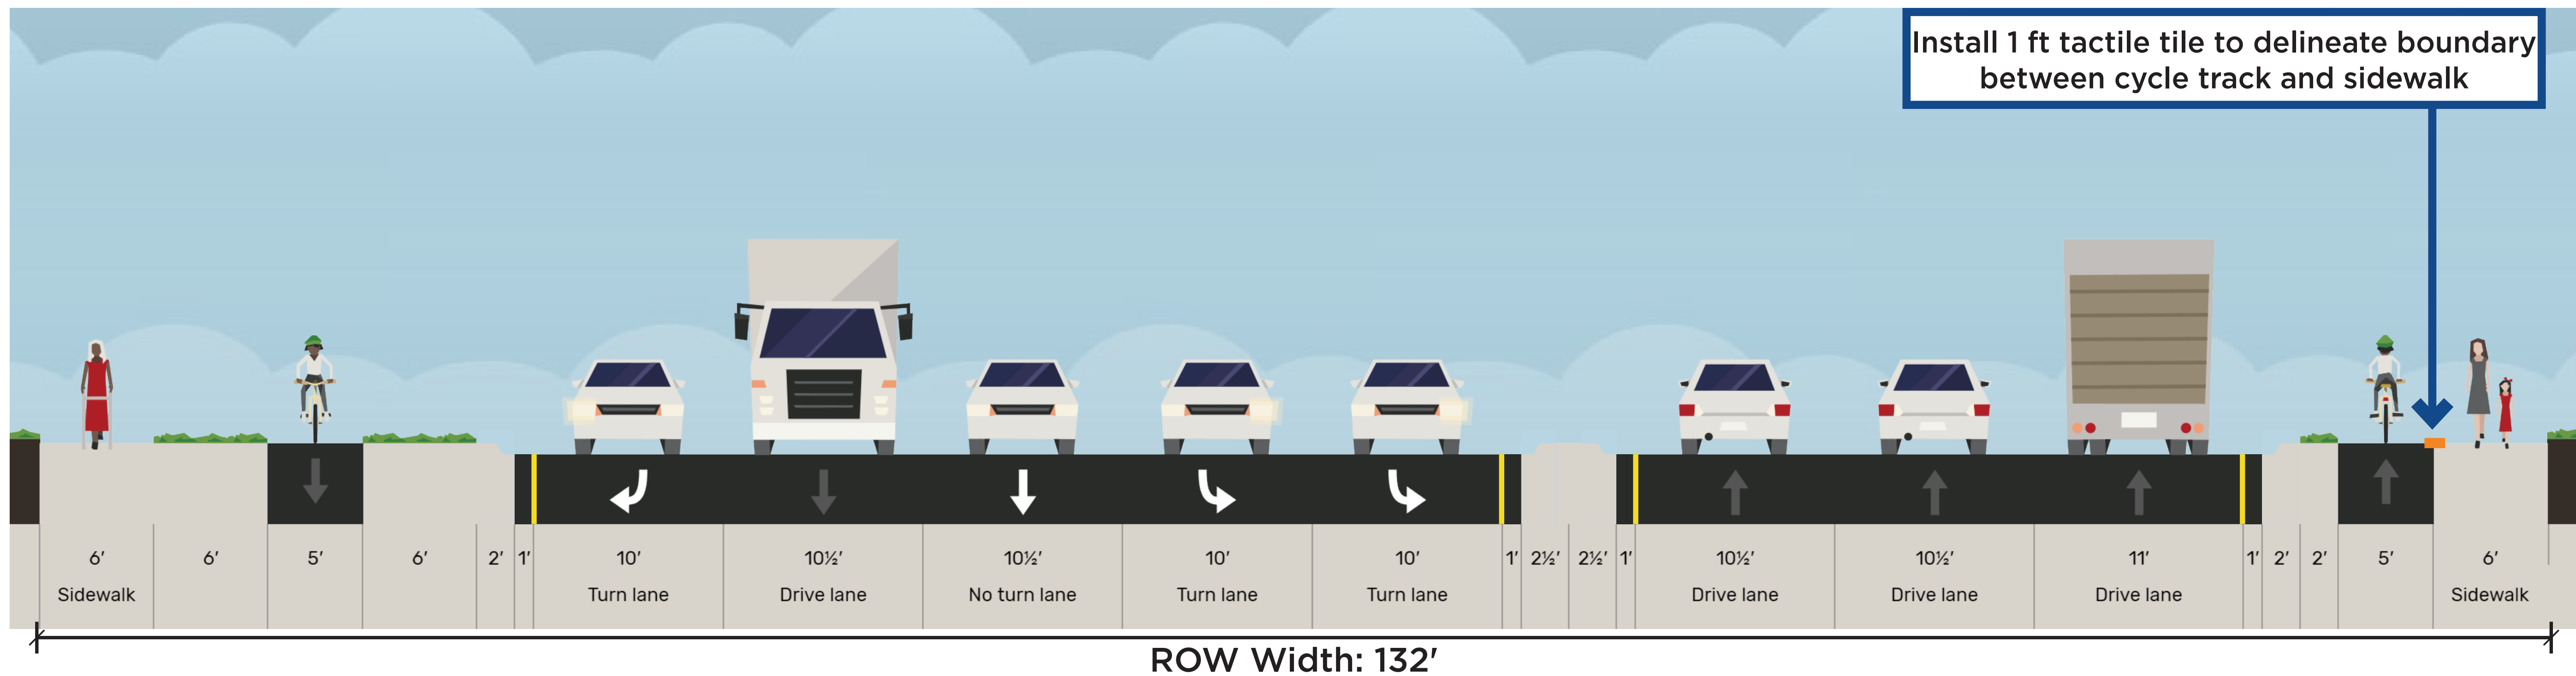 Install 1 ft tactile tile to delineate boundary
between cycle track and sidewalk
6' 6' 5' 6' 2' 1' 10' 10½' 10½' 10' 10' 1' 2½' 2½' 1' 10½' 10½' 11' 1' 2' 2' 5' 6'
Sidewalk Turn lane Drive lane No turn lane Turn lane Turn lane Drive lane Drive lane Drive lane Sidewalk
ROW Width: 132'